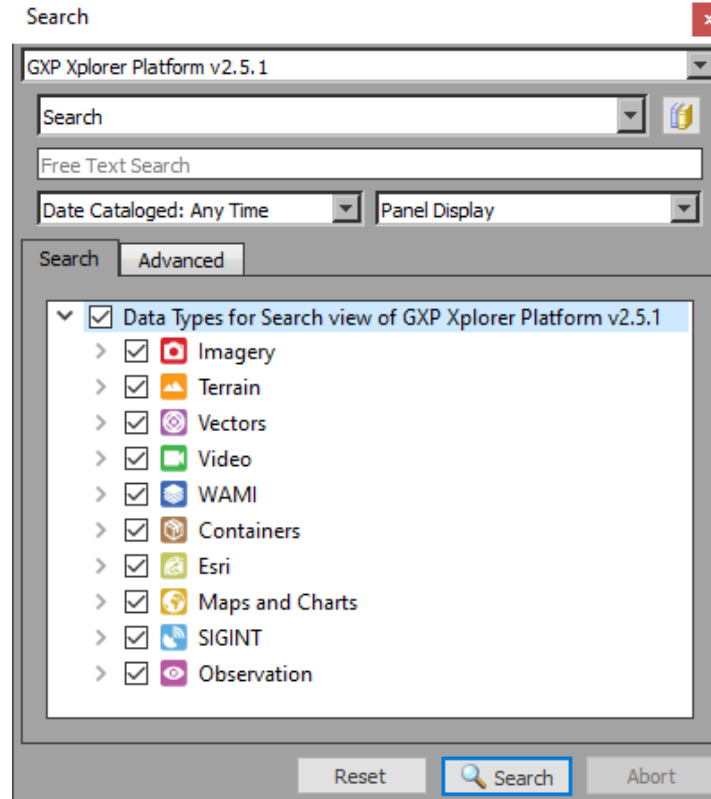 Search
GXP Xplorer Platform v2.5.1
Search
Free Text Search
Date Cataloged: Any Time Panel Display
Search Advanced
Data Types for Search view of GXP Xplorer Platform v2.5.1
Imagery
Terrain
Vectors
Video
WAMI
Containers
Esri
Maps and Charts
SIGINT
Observation
Reset Search Abort